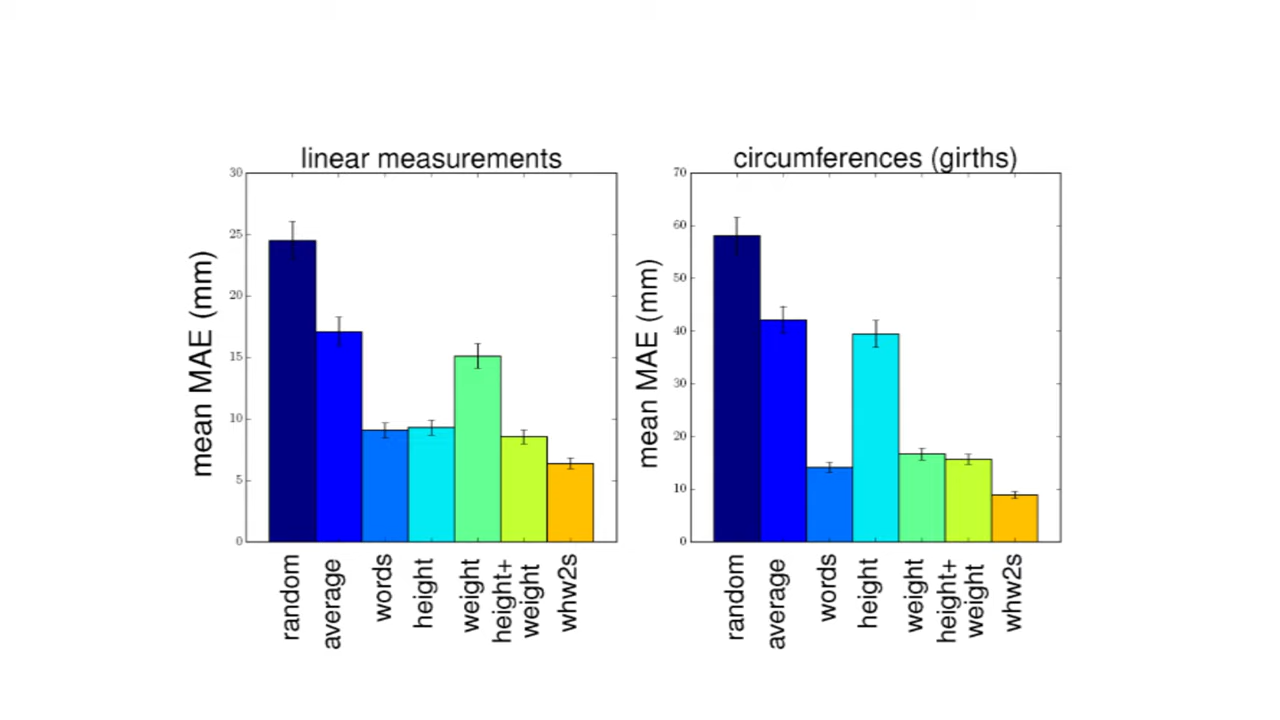 linear measurements
30
25
20
15
10
5
0
mean MAE (mm)
random
average
words
height
weight
height+
weight
whw2s
circumferences (girths)
70
60
50
40
30
20
10
0
mean MAE (mm)
random
average
words
height
weight
height+
weight
whw2s